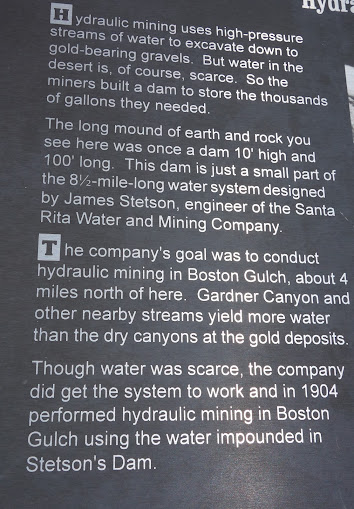 hydra
Hydraulic mining uses high-pressure
streams of water to excavate down to
gold-bearing gravels. But water in the
desert is, of course, scarce. So the
miners built a dam to store the thousands
of gallons they needed.
The long mound of earth and rock you
see here was once a dam 10' high and
100' long. This dam is just a small part of
the 8½-mile-long water system designed
by James Stetson, engineer of the Santa
Rita Water and Mining Company.
The company's goal was to conduct
hydraulic mining in Boston Gulch, about 4
miles north of here. Gardner Canyon and
other nearby streams yield more water
than the dry canyons at the gold deposits.
Though water was scarce, the company
did get the system to work and in 1904
performed hydraulic mining in Boston
Gulch using the water impounded in
Stetson's Dam.